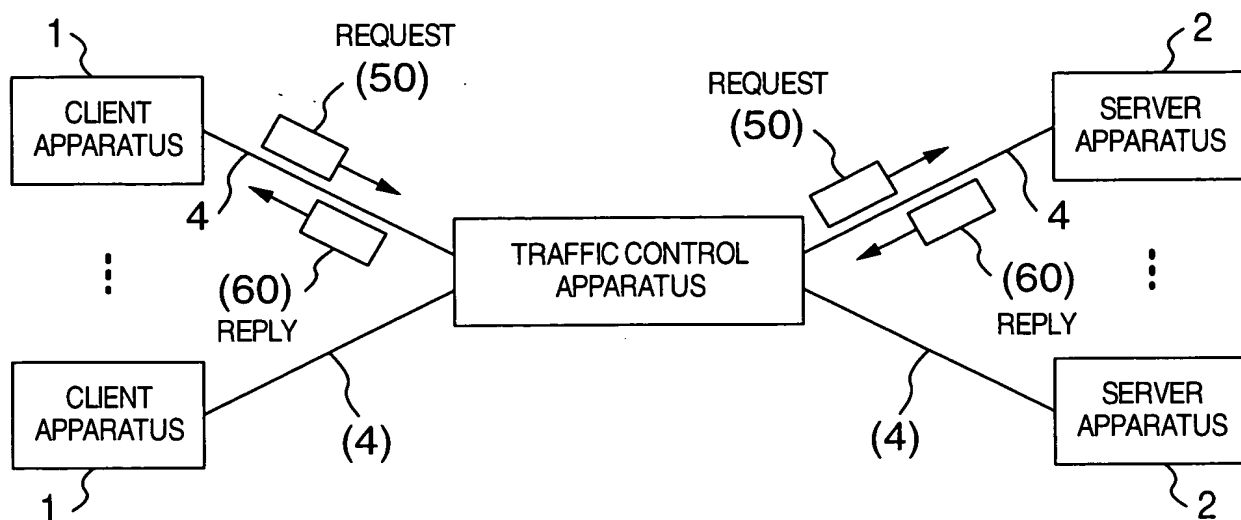 1
CLIENT
APPARATUS
REQUEST
(50)
4
(60)
REPLY
TRAFFIC CONTROL
APPARATUS
REQUEST
(50)
2
SERVER
APPARATUS
4
(60)
REPLY
CLIENT
APPARATUS
1
(4)
(4)
SERVER
APPARATUS
2